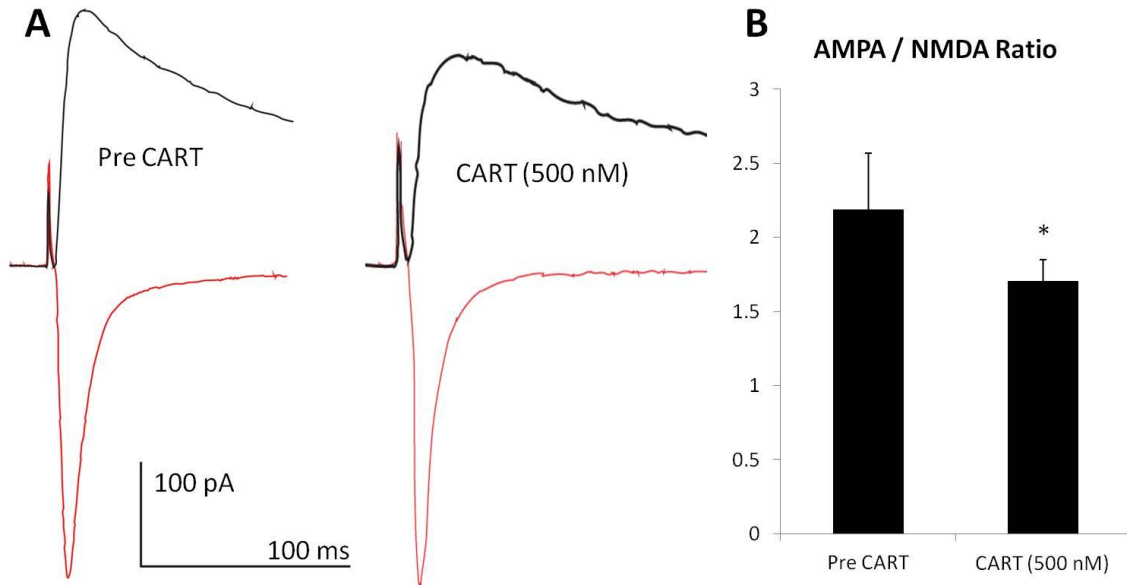 A
Pre CART
CART (500 nM)
100 pA
100 ms
B
AMPA / NMDA Ratio
3
2.5
2
1.5
1
0.5
0
*
Pre CART
CART (500 nM)